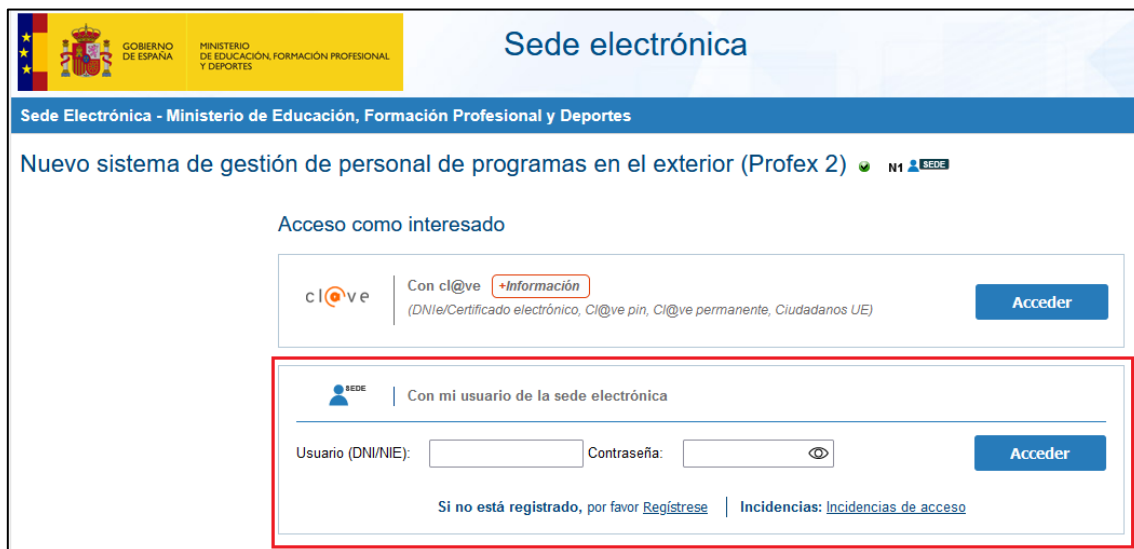 GOBIERNO
DE ESPAÑA
MINISTERIO
DE EDUCACIÓN, FORMACIÓN PROFESIONAL
Y DEPORTES
Sede electrónica
Sede Electrónica - Ministerio de Educación, Formación Profesional y Deportes
Nuevo sistema de gestión de personal de programas en el exterior (Profex 2) N1 SEDE
Acceso como interesado
cl@ve
Con cl@ve +Información
(DNIe/Certificado electrónico, Cl@ve pin, Cl@ve permanente, Ciudadanos UE)
Acceder
SEDE
Con mi usuario de la sede electrónica
Usuario (DNI/NIE): Contraseña: Acceder
Si no está registrado, por favor Regístrese Incidencias: Incidencias de acceso